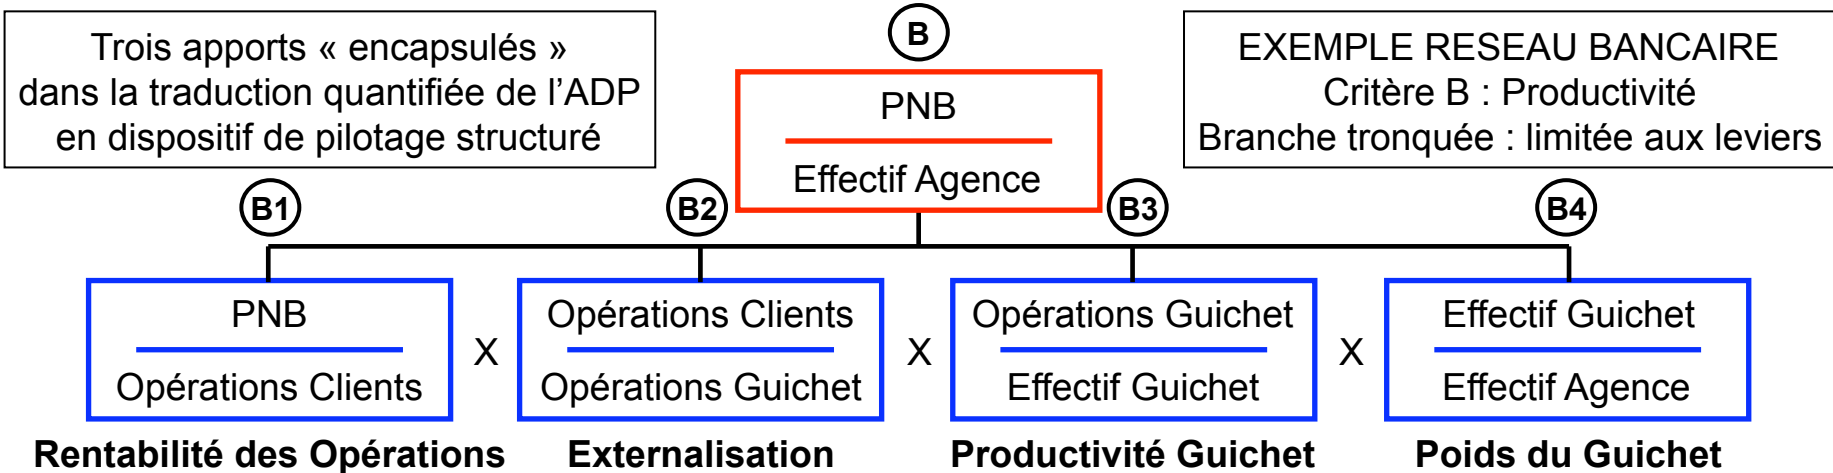 Trois apports « encapsulés »
dans la traduction quantifiée de l’ADP
en dispositif de pilotage structuré
B
PNB
Effectif Agence
EXEMPLE RESEAU BANCAIRE
Critère B : Productivité
Branche tronquée : limitée aux leviers
B1
B2
B3
B4
PNB
Opérations Clients
X
Opérations Clients
Opérations Guichet
X
Opérations Guichet
Effectif Guichet
X
Effectif Guichet
Effectif Agence
Rentabilité des Opérations
Externalisation
Productivité Guichet
Poids du Guichet